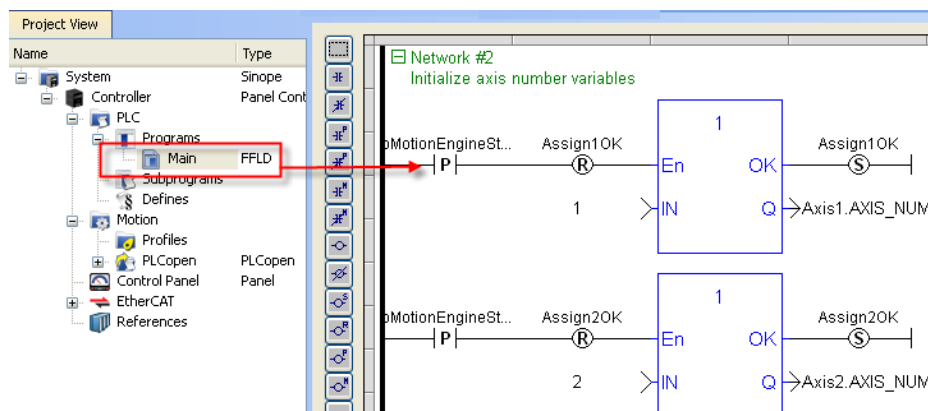 Project View
Name Type
System Sinope
Controller Panel Cont
PLC
Programs
Main FFLD
Subprograms
Defines
Motion
Profiles
PLCopen PLCopen
Control Panel Panel
EtherCAT
References
Network #2
Initialize axis number variables
1
oMotionEngineSt... Assign1OK Assign1OK
P R En OK S
1 IN Q Axis1.AXIS_NUM
1
oMotionEngineSt... Assign2OK Assign2OK
P R En OK S
2 IN Q Axis2.AXIS_NUM